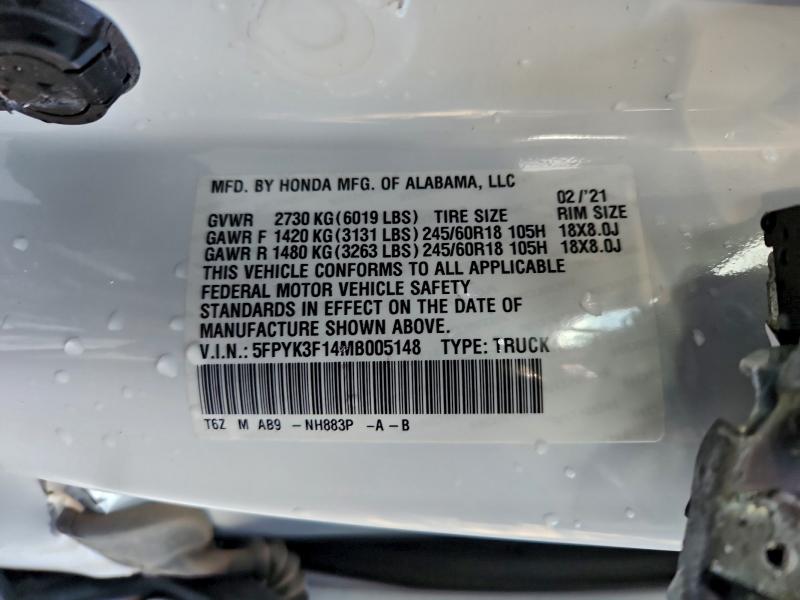 MFD. BY HONDA MFG. OF ALABAMA, LLC
02/'21
GVWR 2730 KG(6019 LBS) TIRE SIZE RIM SIZE
GAWR F 1420 KG(3131 LBS) 245/60R18 105H 18X8.0J
GAWR R 1480 KG(3263 LBS) 245/60R18 105H 18X8.0J
THIS VEHICLE CONFORMS TO ALL APPLICABLE
FEDERAL MOTOR VEHICLE SAFETY
STANDARDS IN EFFECT ON THE DATE OF
MANUFACTURE SHOWN ABOVE.
V.I.N.: 5FPYK3F14MB005148 TYPE: TRUCK
T6Z M AB9 -NH883P -A-B